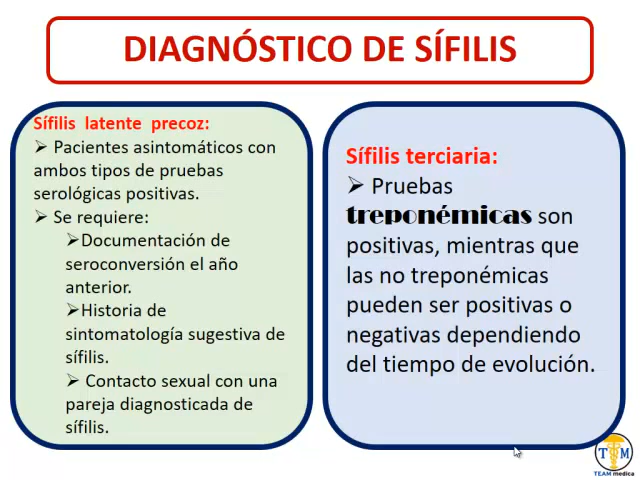 DIAGNÓSTICO DE SÍFILIS
Sífilis latente precoz:
➢ Pacientes asintomáticos con
ambos tipos de pruebas
serológicas positivas.
➢ Se requiere:
➢Documentación de
seroconversión el año
anterior.
➢Historia de
sintomatología sugestiva de
sífilis.
➢ Contacto sexual con una
pareja diagnosticada de
sífilis.
Sífilis terciaria:
➢ Pruebas
treponémicas son
positivas, mientras que
las no treponémicas
pueden ser positivas o
negativas dependiendo
del tiempo de evolución.
T M
TEAM medica